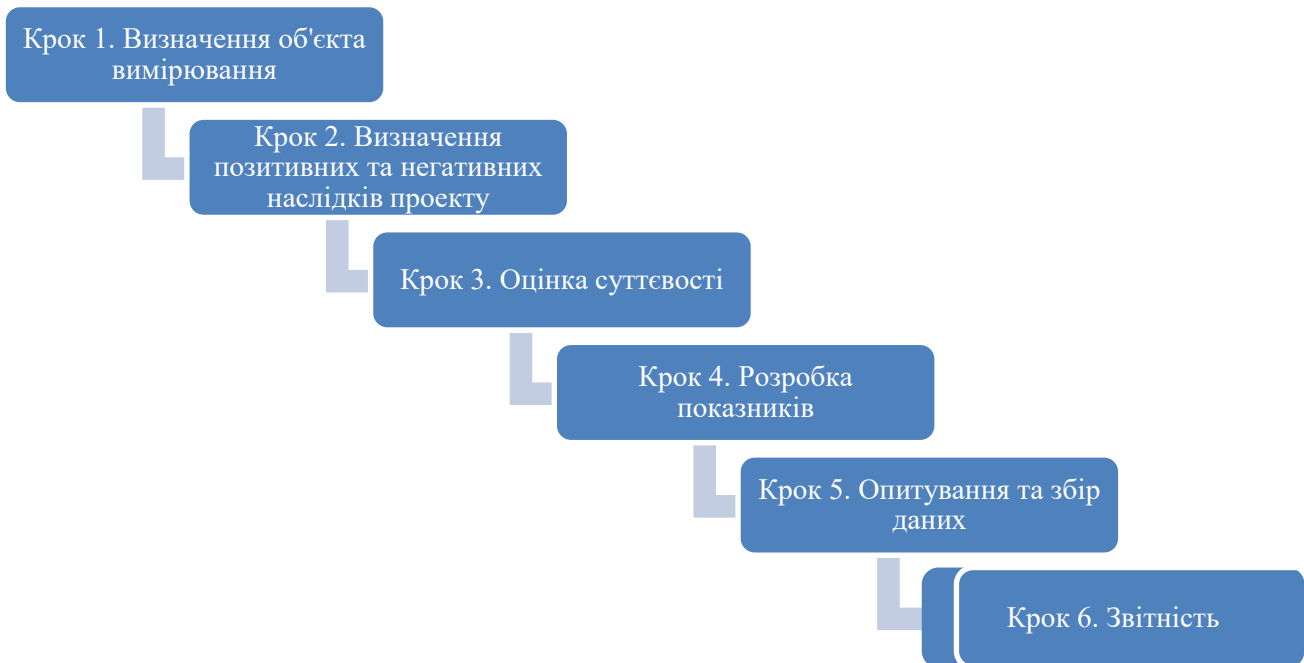 Крок 1. Визначення об'єкта
вимірювання
Крок 2. Визначення
позитивних та негативних
наслідків проекту
Крок 3. Оцінка суттєвості
Крок 4. Розробка
показників
Крок 5. Опитування та збір
даних
Крок 6. Звітність